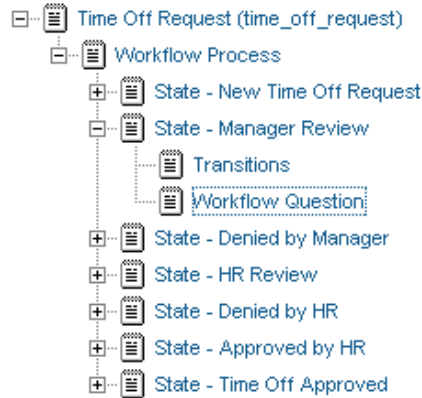 Time Off Request (time_off_request)
Workflow Process
State - New Time Off Request
State - Manager Review
Transitions
Workflow Question
State - Denied by Manager
State - HR Review
State - Denied by HR
State - Approved by HR
State - Time Off Approved